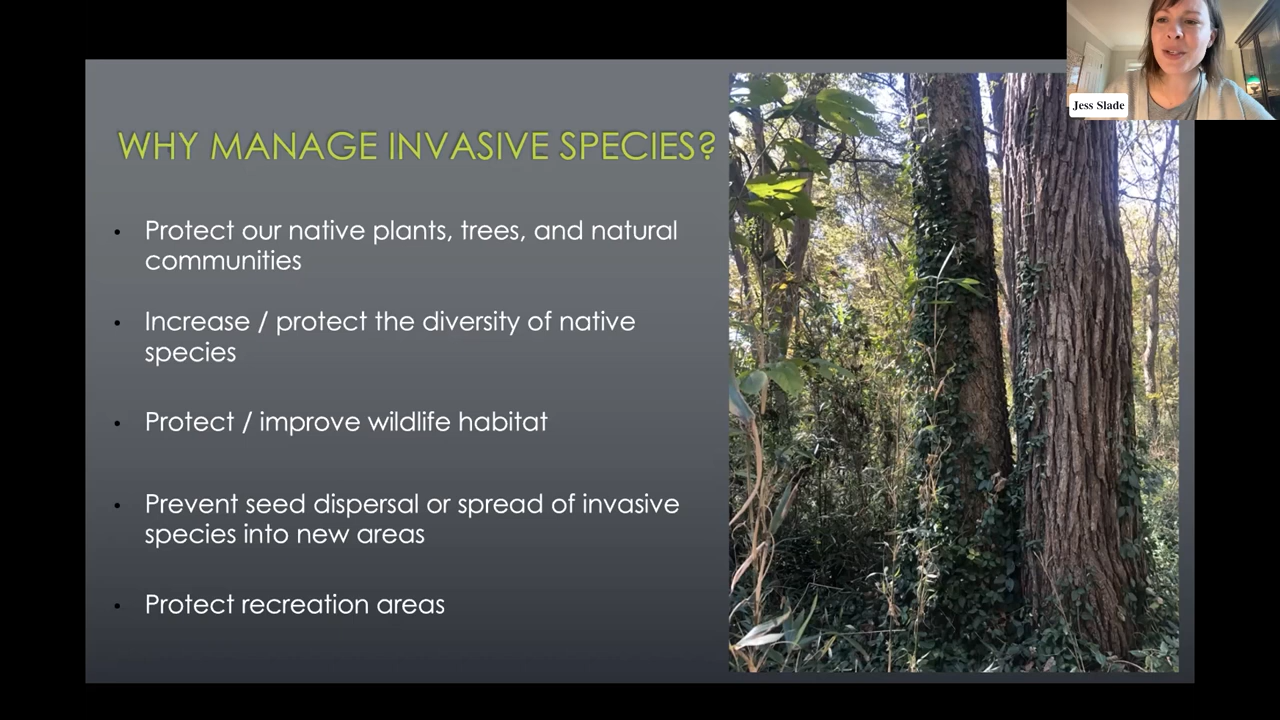 Jess Slade
WHY MANAGE INVASIVE SPECIES?
• Protect our native plants, trees, and natural
communities
• Increase / protect the diversity of native
species
• Protect / improve wildlife habitat
• Prevent seed dispersal or spread of invasive
species into new areas
• Protect recreation areas